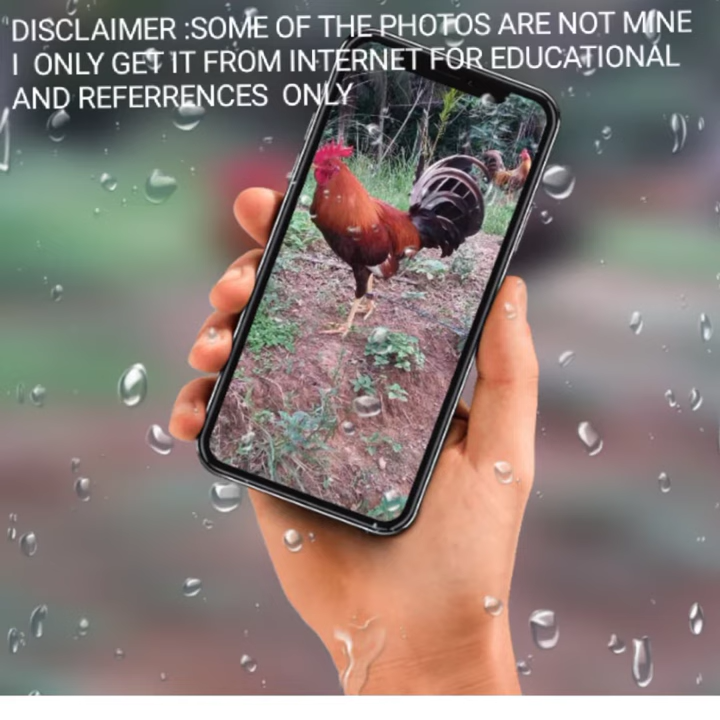 DISCLAIMER :SOME OF THE PHOTOS ARE NOT MINE
I ONLY GET IT FROM INTERNET FOR EDUCATIONAL
AND REFERRENCES ONLY